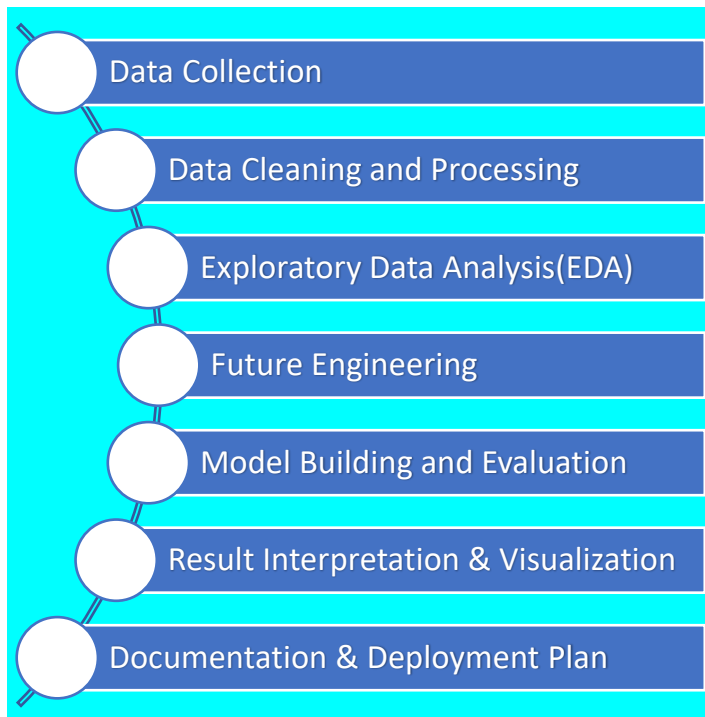 Data Collection
Data Cleaning and Processing
Exploratory Data Analysis(EDA)
Future Engineering
Model Building and Evaluation
Result Interpretation & Visualization
Documentation & Deployment Plan